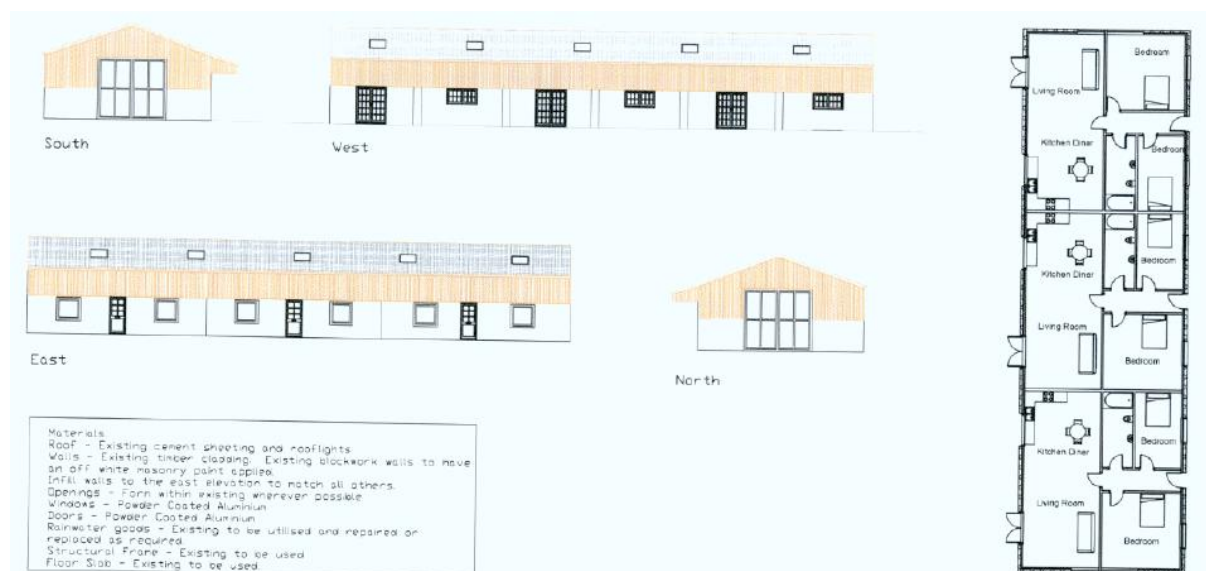 South
West
East
North
Materials
Roof - Existing cement sheeting and rooflights
Walls - Existing timber cladding. Existing blockwork walls to have
an off white masonry paint applied.
Infill walls to the east elevation to match all others.
Openings - Form within existing wherever possible
Windows - Powder Coated Aluminium
Doors - Powder Coated Aluminium
Rainwater goods - Existing to be utilised and repaired or
replaced as required
Structural Frame - Existing to be used
Floor Slab - Existing to be used.
Bedroom
Living Room
Kitchen Diner
Bedroom
Kitchen Diner
Bedroom
Living Room
Bedroom
Kitchen Diner
Bedroom
Living Room
Bedroom